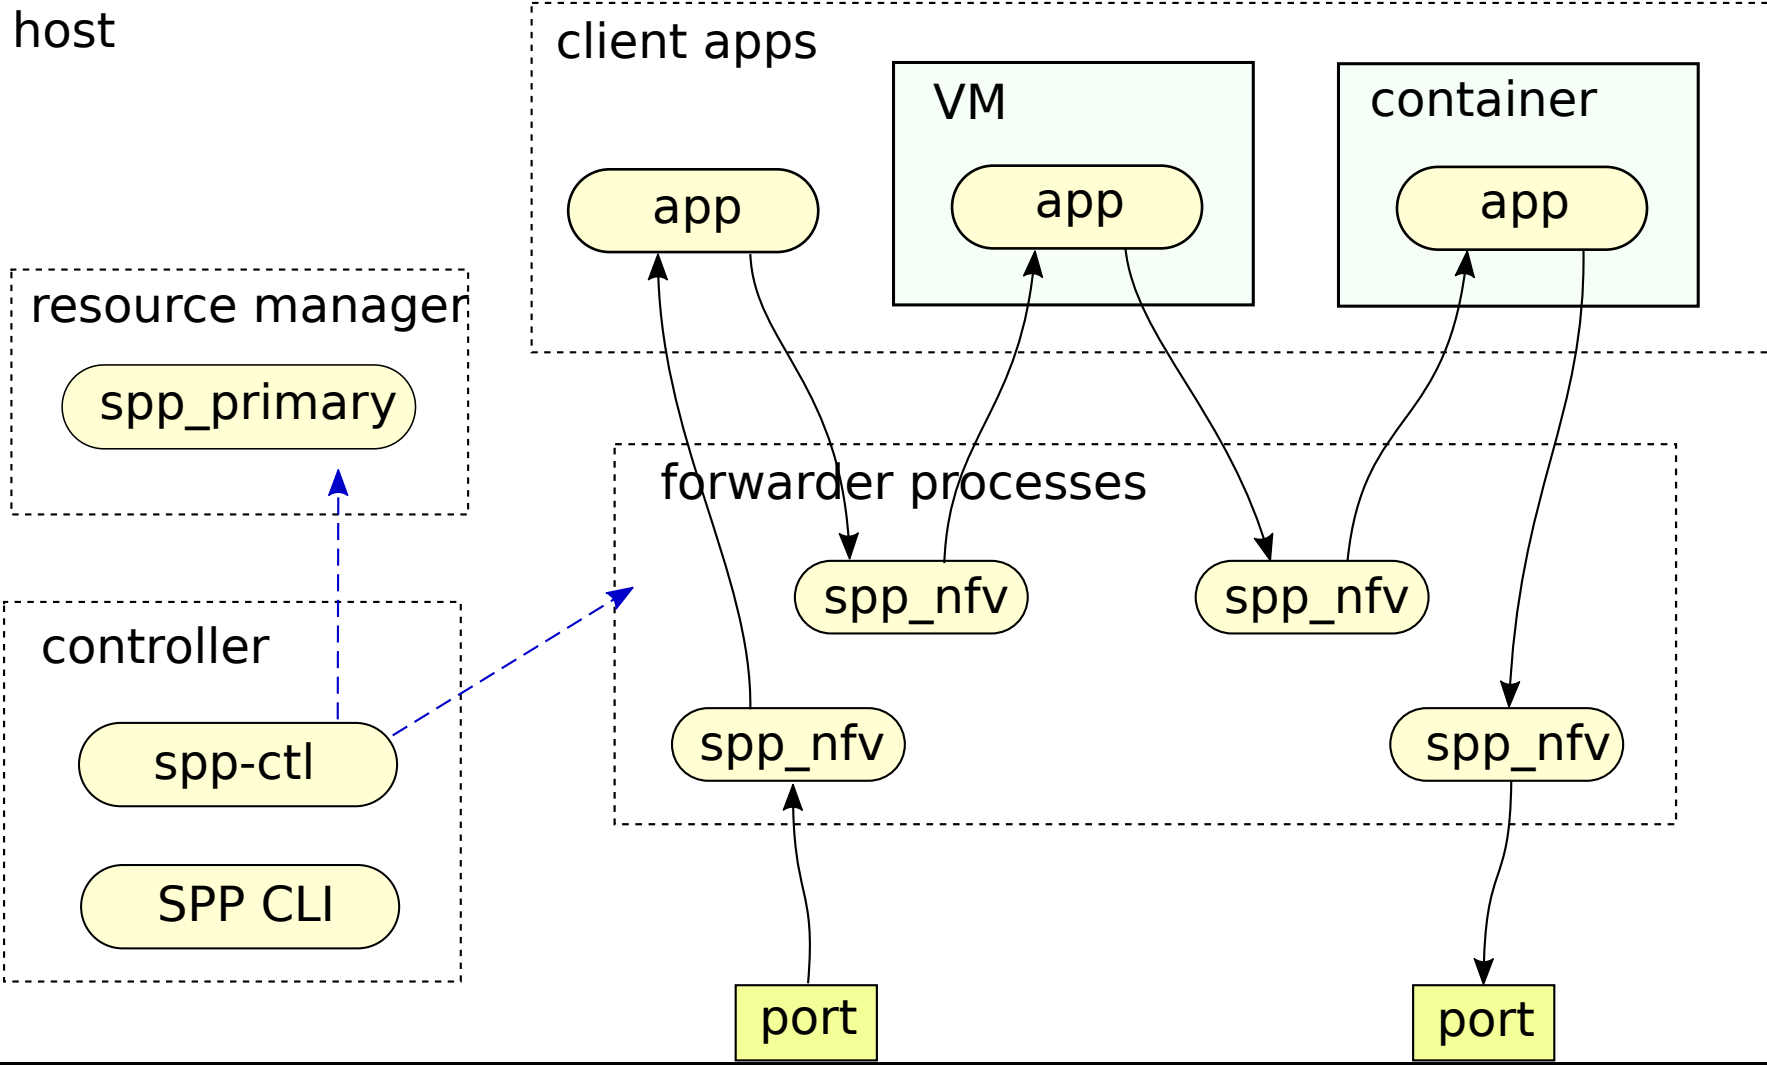 host
client apps
VM
container
app
app
app
resource manager
spp_primary
forwarder processes
spp_nfv
spp_nfv
controller
spp-ctl
spp_nfv
spp_nfv
SPP CLI
port
port